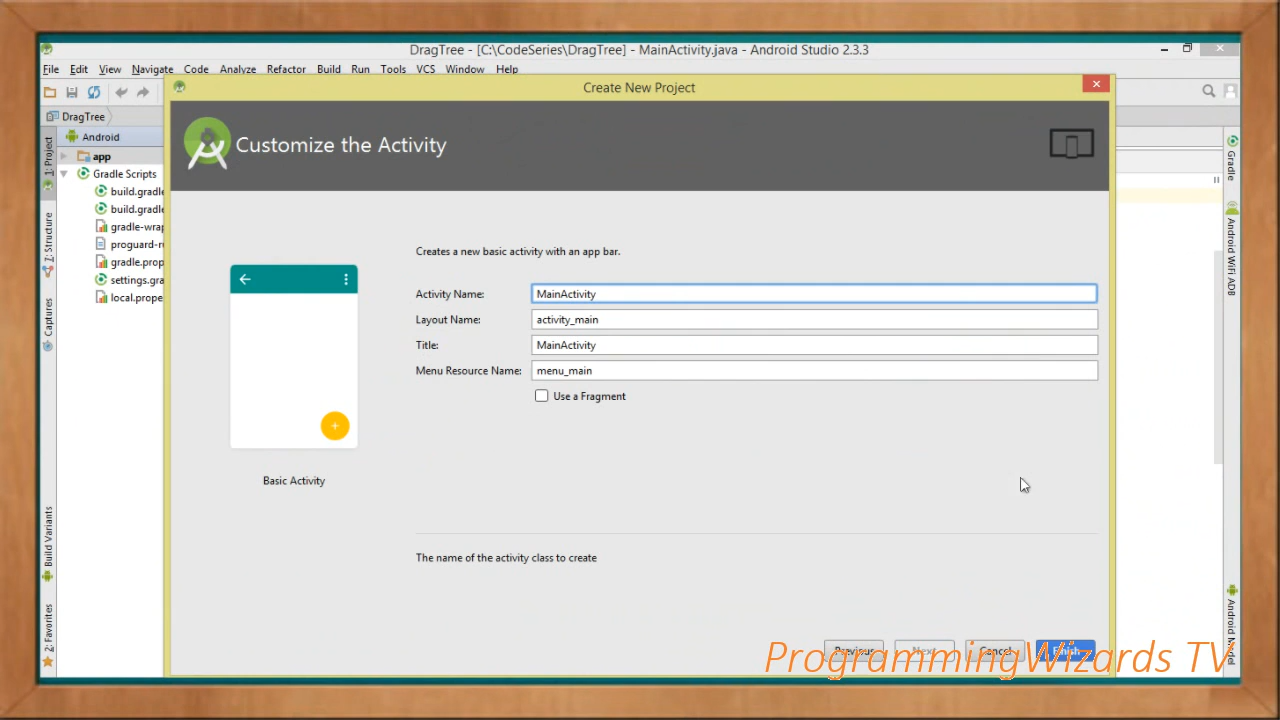 DragTree - [C:\CodeSeries\DragTree] - MainActivity.java - Android Studio 2.3.3
File Edit View Navigate Code Analyze Refactor Build Run Tools VCS Window Help
Create New Project
DragTree
Android
app
Gradle Scripts
build.gradle
build.gradle
gradle-wrap
proguard-ru
gradle.prop
settings.gra
local.prope
1: Project
7: Structure
Captures
Build Variants
2: Favorites
Customize the Activity
Creates a new basic activity with an app bar.
Activity Name: MainActivity
Layout Name: activity_main
Title: MainActivity
Menu Resource Name: menu_main
Use a Fragment
Basic Activity
The name of the activity class to create
Previous Next Cancel Finish
Gradle
Android WiFi ADB
Android Model
ProgrammingWizards TV